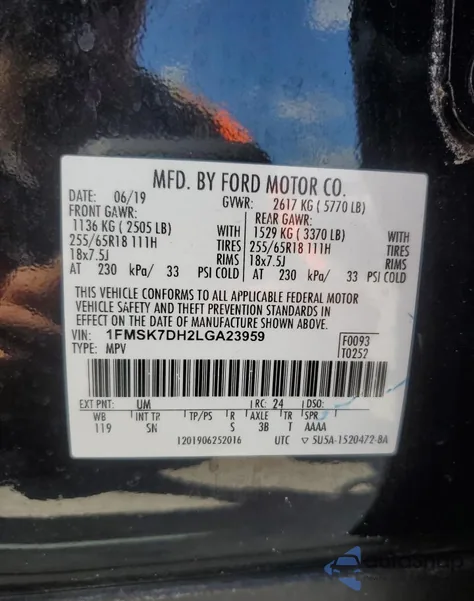 MFD. BY FORD MOTOR CO.
DATE: 06/19 GVWR: 2617 KG ( 5770 LB)
FRONT GAWR: REAR GAWR:
1136 KG ( 2505 LB) WITH 1529 KG ( 3370 LB) WITH
255/65R18 111H TIRES 255/65R18 111H TIRES
18x7.5J RIMS 18x7.5J RIMS
AT 230 kPa/ 33 PSI COLD AT 230 kPa/ 33 PSI COLD
THIS VEHICLE CONFORMS TO ALL APPLICABLE FEDERAL MOTOR
VEHICLE SAFETY AND THEFT PREVENTION STANDARDS IN
EFFECT ON THE DATE OF MANUFACTURE SHOWN ABOVE.
VIN: 1FMSK7DH2LGA23959 F0093
TYPE: MPV T0252
EXT PNT: UM RC: 24 DSO:
WB INT TR TP/PS R AXLE TR SPR
119 SN S 3B T AAAA
1201906252016 UTC ▽ 5U5A-1520472-8A
AutoSnap